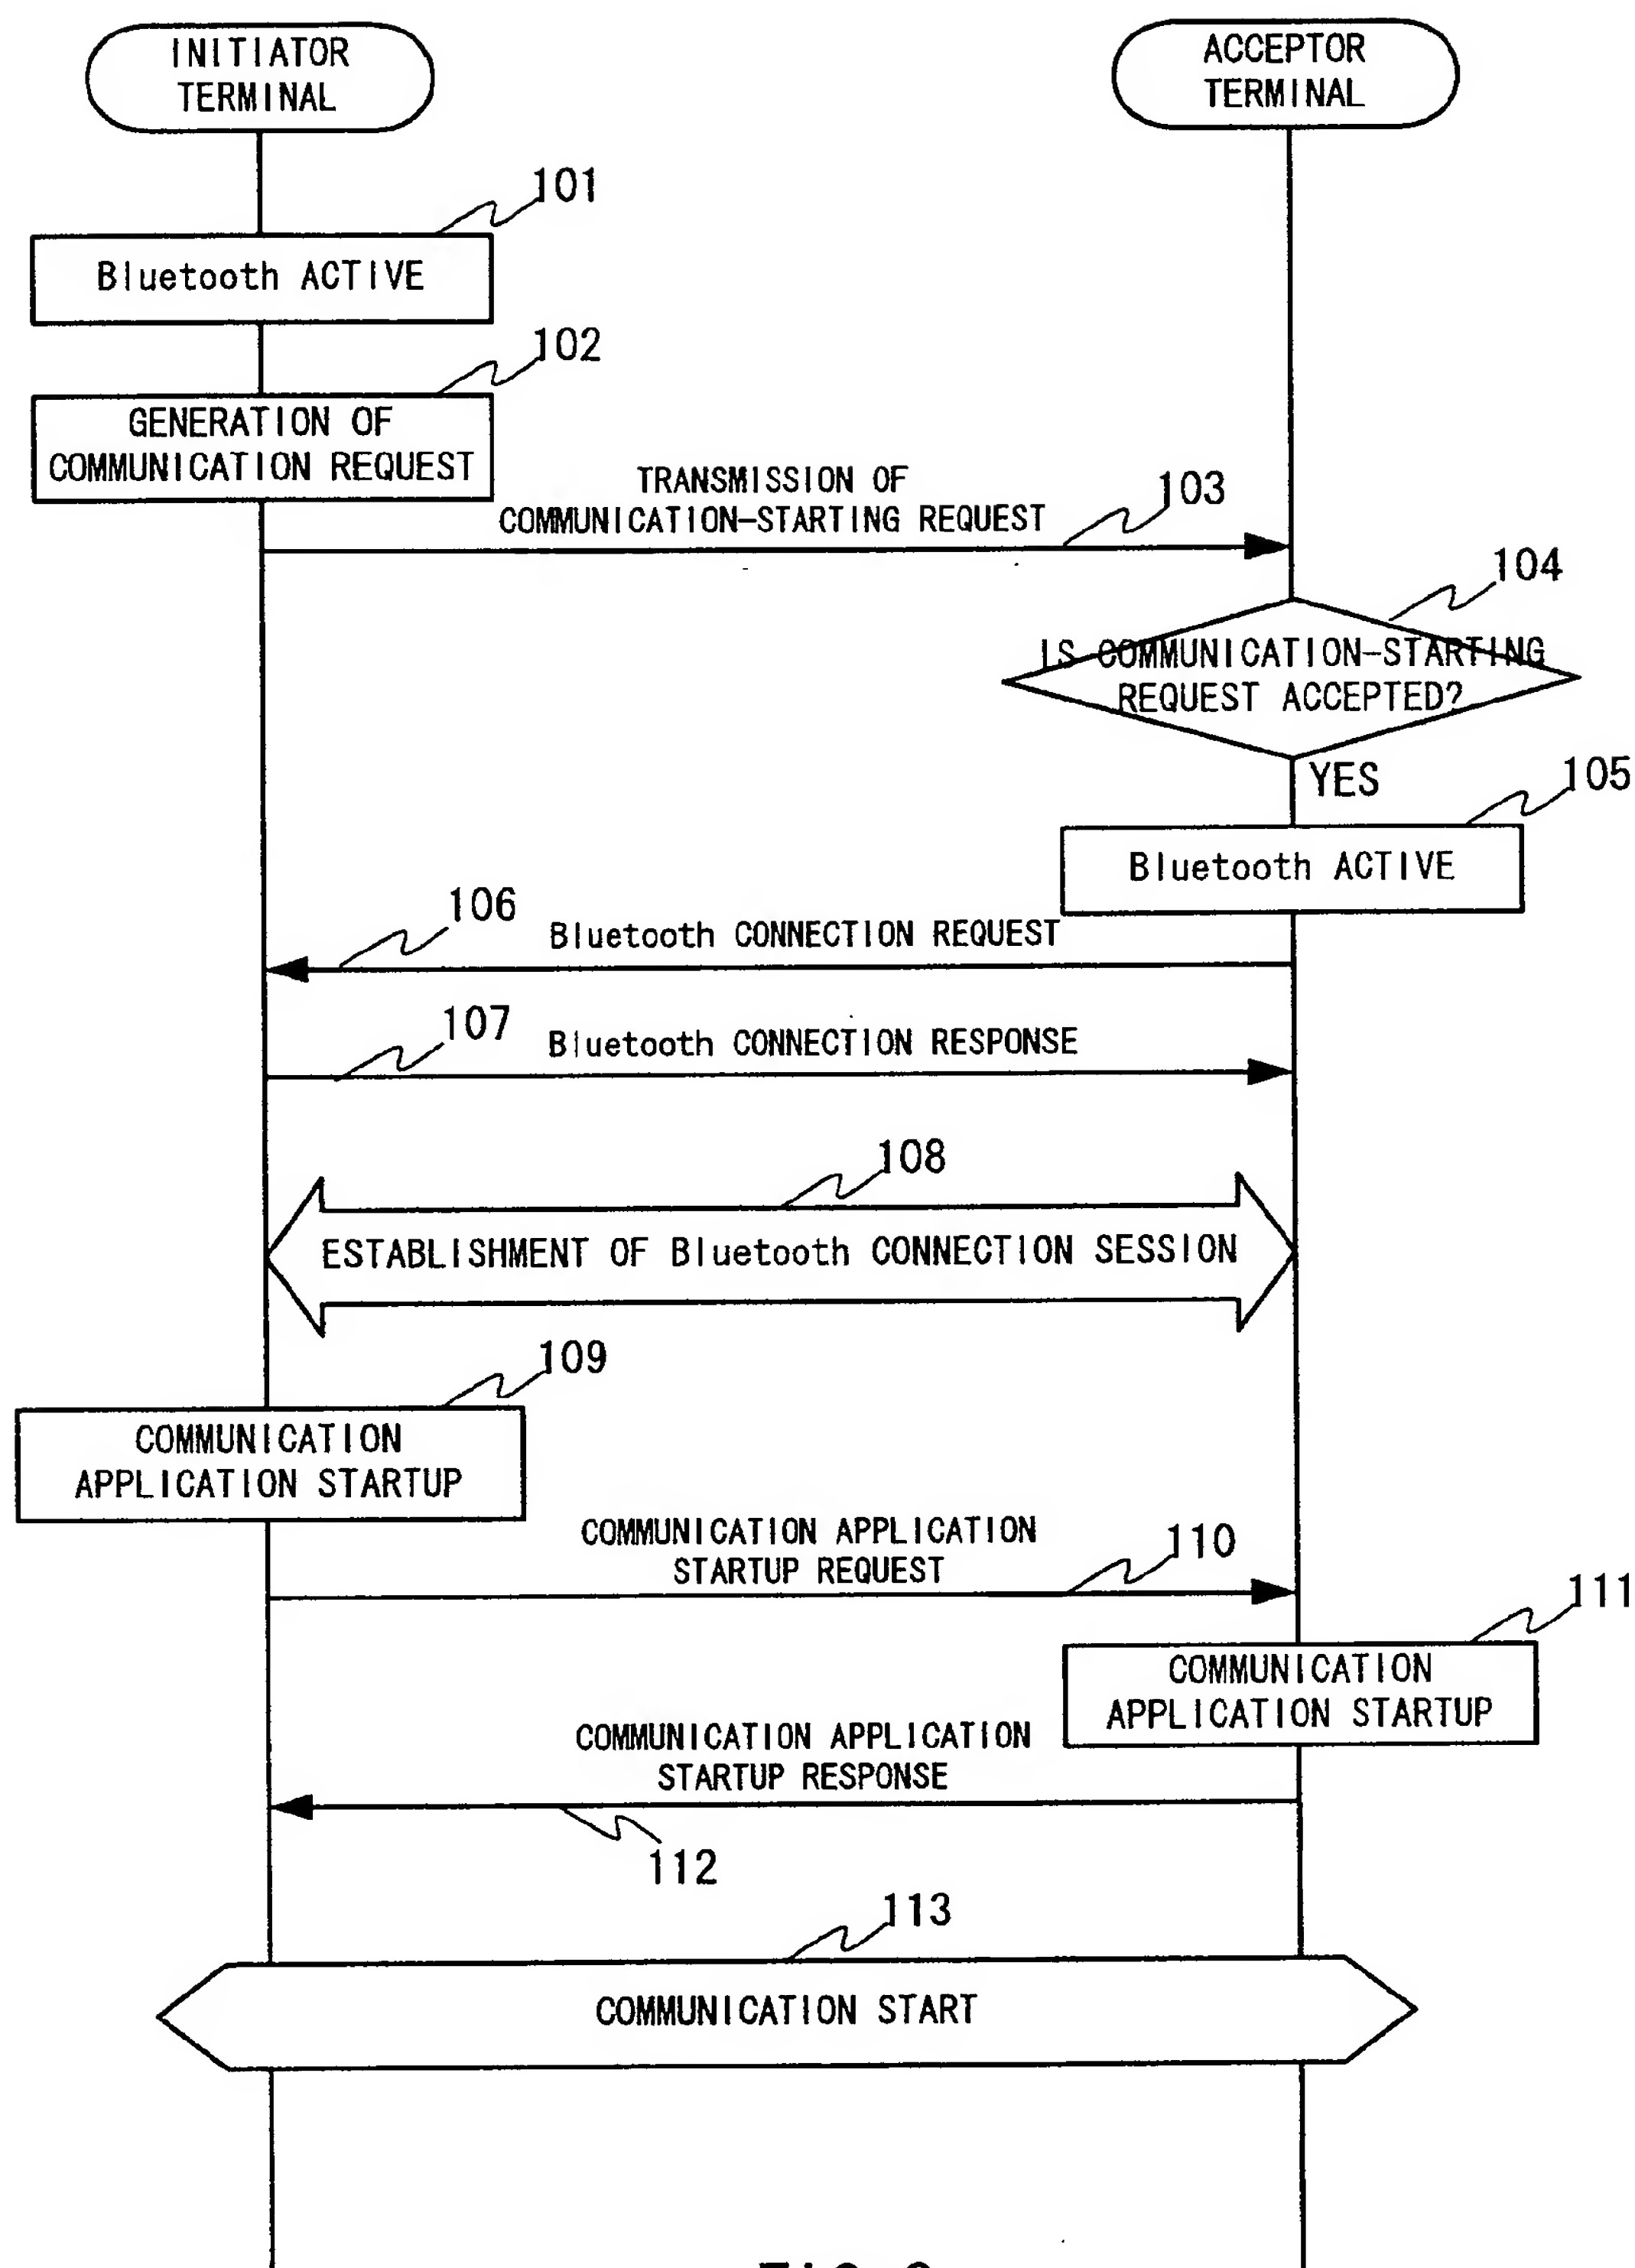 INITIATOR
TERMINAL
ACCEPTOR
TERMINAL
101
Bluetooth ACTIVE
102
GENERATION OF
COMMUNICATION REQUEST
TRANSMISSION OF
COMMUNICATION-STARTING REQUEST
103
104
IS COMMUNICATION-STARTING
REQUEST ACCEPTED?
YES
105
Bluetooth ACTIVE
106
Bluetooth CONNECTION REQUEST
107
Bluetooth CONNECTION RESPONSE
108
ESTABLISHMENT OF Bluetooth CONNECTION SESSION
109
COMMUNICATION
APPLICATION STARTUP
COMMUNICATION APPLICATION
STARTUP REQUEST
110
111
COMMUNICATION
APPLICATION STARTUP
COMMUNICATION APPLICATION
STARTUP RESPONSE
112
113
COMMUNICATION START